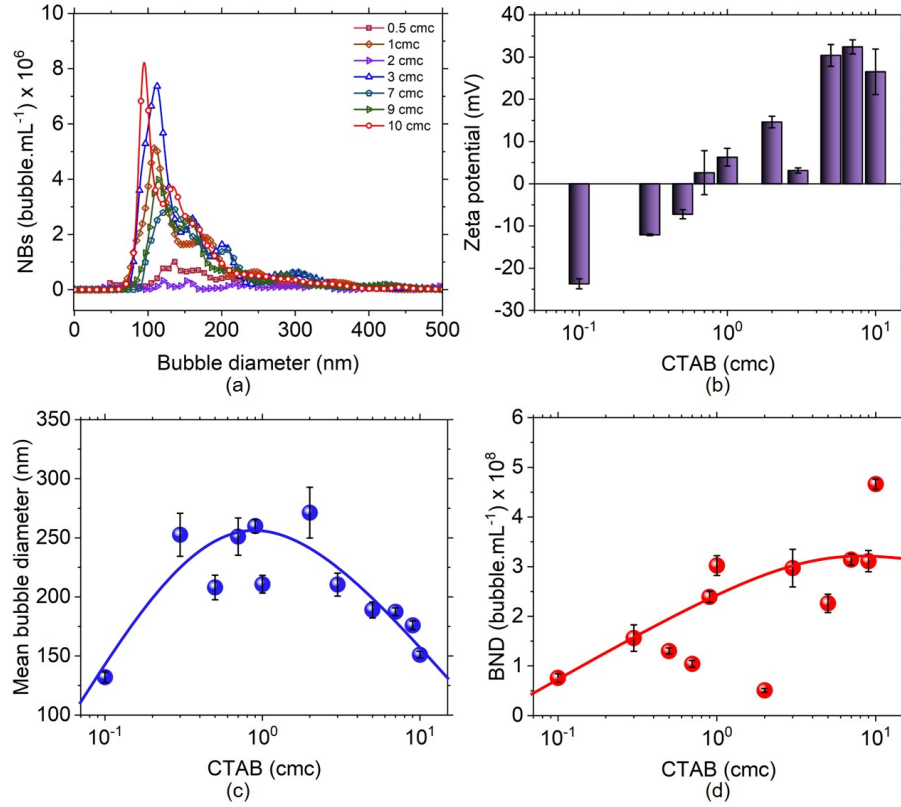 NBs (bubble.mL⁻¹) x 10⁶
8
6
4
2
0
0.5 cmc
1cmc
2 cmc
3 cmc
7 cmc
9 cmc
10 cmc
0 100 200 300 400 500
Bubble diameter (nm)
(a)
Zeta potential (mV)
40
30
20
10
0
-10
-20
-30
10⁻¹ 10⁰ 10¹
CTAB (cmc)
(b)
Mean bubble diameter (nm)
350
300
250
200
150
100
10⁻¹ 10⁰ 10¹
CTAB (cmc)
(c)
BND (bubble.mL⁻¹) x 10⁸
6
5
4
3
2
1
0
10⁻¹ 10⁰ 10¹
CTAB (cmc)
(d)